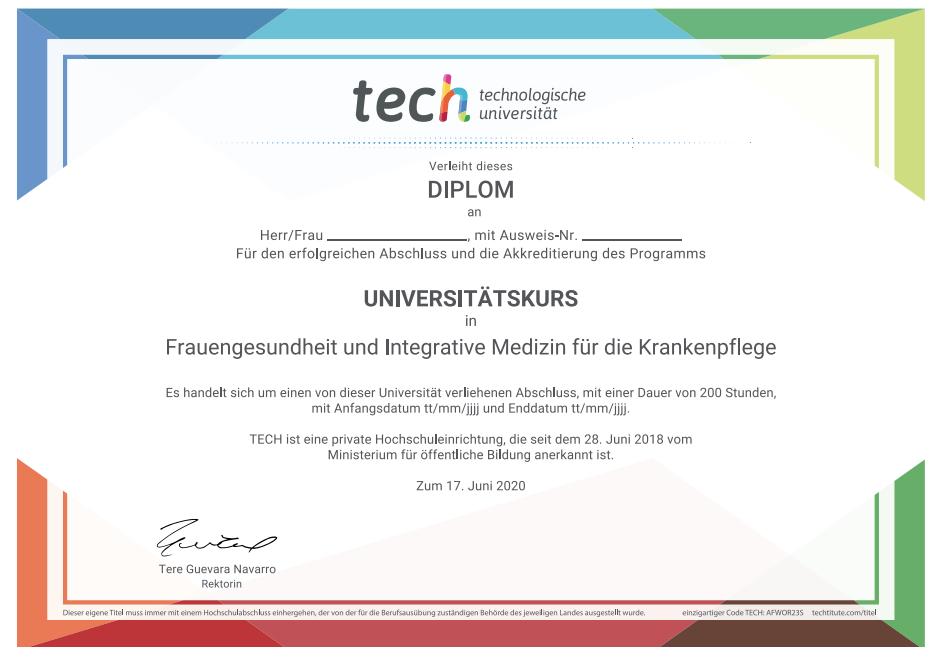 tech technologische
universität
Verleiht dieses
DIPLOM
an
Herr/Frau ____________, mit Ausweis-Nr. ____________
Für den erfolgreichen Abschluss und die Akkreditierung des Programms
UNIVERSITÄTSKURS
in
Frauengesundheit und Integrative Medizin für die Krankenpflege
Es handelt sich um einen von dieser Universität verliehenen Abschluss, mit einer Dauer von 200 Stunden,
mit Anfangsdatum tt/mm/jjjj und Enddatum tt/mm/jjjj.
TECH ist eine private Hochschuleinrichtung, die seit dem 28. Juni 2018 vom
Ministerium für öffentliche Bildung anerkannt ist.
Zum 17. Juni 2020
Tere Guevara Navarro
Rektorin
Dieser eigene Titel muss immer mit einem Hochschulabschluss einhergehen, der von der für die Berufsausübung zuständigen Behörde des jeweiligen Landes ausgestellt wurde. einzigartiger Code TECH: AFWOR23S techtitute.com/titel